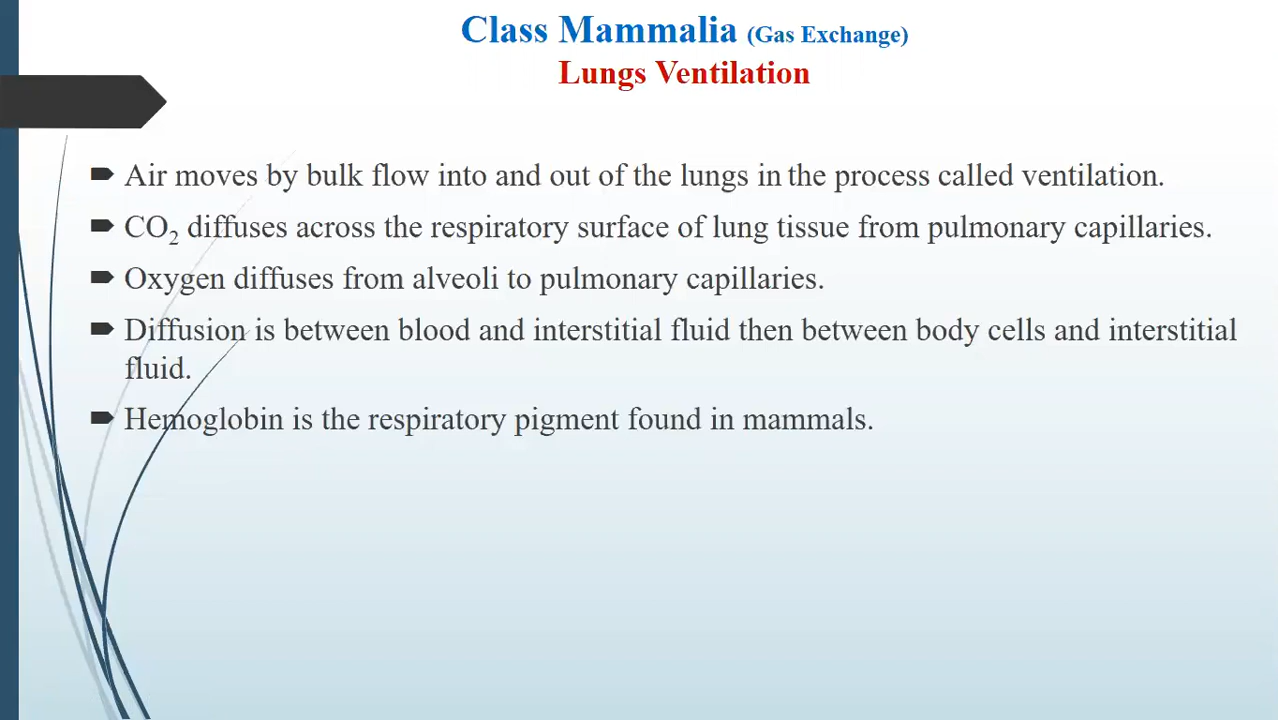 Class Mammalia (Gas Exchange)
Lungs Ventilation
Air moves by bulk flow into and out of the lungs in the process called ventilation.
CO₂ diffuses across the respiratory surface of lung tissue from pulmonary capillaries.
Oxygen diffuses from alveoli to pulmonary capillaries.
Diffusion is between blood and interstitial fluid then between body cells and interstitial
fluid.
Hemoglobin is the respiratory pigment found in mammals.